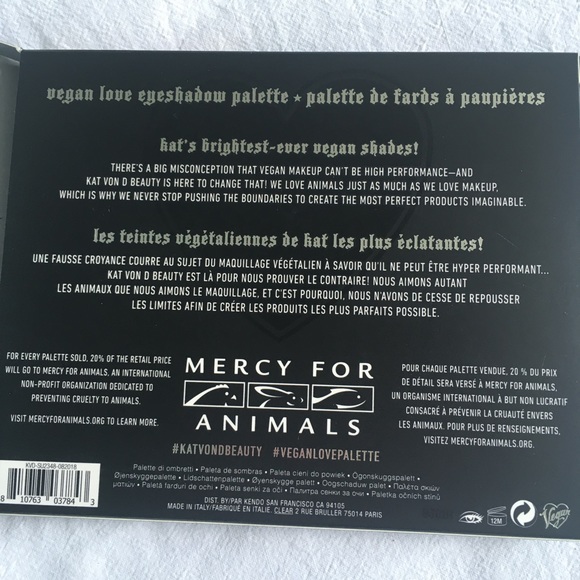 vegan love eyeshadow palette ★ palette de fards à paupières
kat's brightest-ever vegan shades!
THERE'S A BIG MISCONCEPTION THAT VEGAN MAKEUP CAN'T BE HIGH PERFORMANCE—AND
KAT VON D BEAUTY IS HERE TO CHANGE THAT! WE LOVE ANIMALS JUST AS MUCH AS WE LOVE MAKEUP,
WHICH IS WHY WE NEVER STOP PUSHING THE BOUNDARIES TO CREATE THE MOST PERFECT PRODUCTS IMAGINABLE.
les teintes végétaliennes de kat les plus éclatantes!
UNE FAUSSE CROYANCE COURRE AU SUJET DU MAQUILLAGE VÉGÉTALIEN À SAVOIR QU'IL NE PEUT ÊTRE HYPER PERFORMANT...
KAT VON D BEAUTY EST LÀ POUR NOUS PROUVER LE CONTRAIRE! NOUS AIMONS AUTANT
LES ANIMAUX QUE NOUS AIMONS LE MAQUILLAGE, ET C'EST POURQUOI, NOUS N'AVONS DE CESSE DE REPOUSSER
LES LIMITES AFIN DE CRÉER LES PRODUITS LES PLUS PARFAITS POSSIBLE.
FOR EVERY PALETTE SOLD, 20% OF THE RETAIL PRICE
WILL GO TO MERCY FOR ANIMALS, AN INTERNATIONAL
NON-PROFIT ORGANIZATION DEDICATED TO
PREVENTING CRUELTY TO ANIMALS.
VISIT MERCYFORANIMALS.ORG TO LEARN MORE.
MERCY FOR
ANIMALS
POUR CHAQUE PALETTE VENDUE, 20 % DU PRIX
DE DÉTAIL SERA VERSÉ À MERCY FOR ANIMALS,
UN ORGANISME INTERNATIONAL À BUT NON LUCRATIF
CONSACRÉ À PRÉVENIR LA CRUAUTÉ ENVERS
LES ANIMAUX. POUR PLUS DE RENSEIGNEMENTS,
VISITEZ MERCYFORANIMALS.ORG.
#KATVONDBEAUTY #VEGANLOVEPALETTE
KVD-SU2348-082018
8 10763 03784 3
Palette di ombretti • Paleta de sombras • Paleta cieni do powiek • Ögonskuggspalett •
Øjenskyggepalette • Lidschattenpalette • Øyenskygge palett • Oogschaduw palet • Παλέτα σκιών
ματιών • Paletă farduri de ochi • Paleta senki za oči • Палитра сенки за очи • Paletka očních stínů
DIST. BY/PAR KENDO SAN FRANCISCO CA 94105
MADE IN ITALY/FABRIQUÉ EN ITALIE. CLEAR 2 RUE BRULLER 75014 PARIS
12M
Vegan